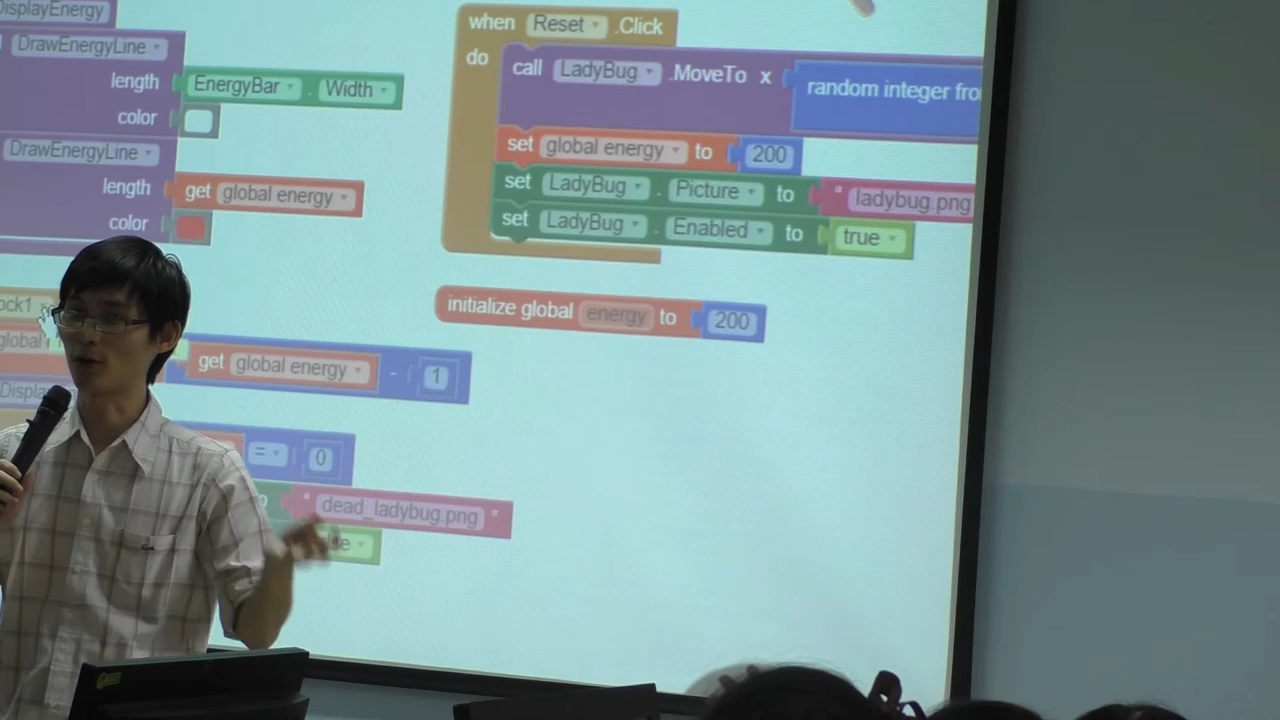 DisplayEnergy
DrawEnergyLine
length EnergyBar . Width
color
DrawEnergyLine
length get global energy
color
when Reset .Click
do call LadyBug .MoveTo x random integer
set global energy to 200
set LadyBug . Picture to " ladybug.png
set LadyBug . Enabled to true
initialize global energy to 200
global
get global energy - 1
= 0
" dead_ladybug.png "